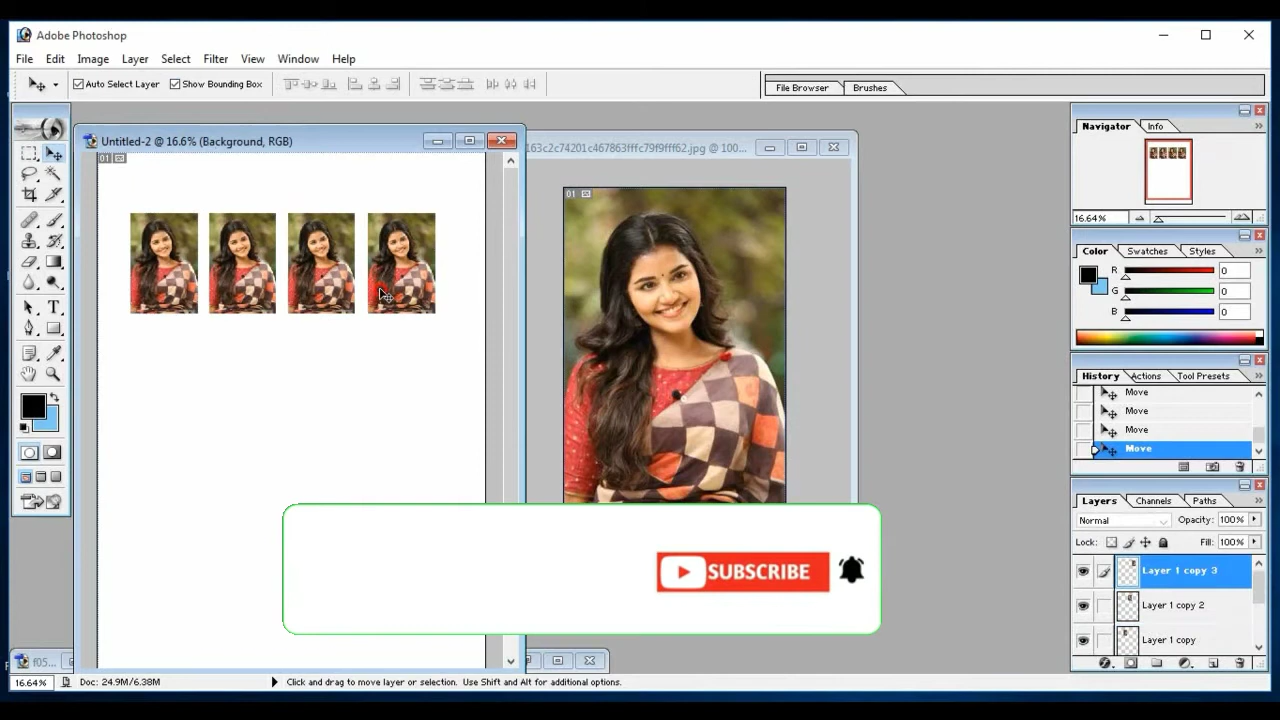 Adobe Photoshop
File Edit Image Layer Select Filter View Window Help
Auto Select Layer Show Bounding Box File Browser Brushes
Untitled-2 @ 16.6% (Background, RGB)
163c2c74201c467863fffc79f9fff62.jpg @ 100...
01
01
Navigator Info
16.64%
Color Swatches Styles
R 0
G 0
B 0
History Actions Tool Presets
Move
Move
Move
Move
Layers Channels Paths
Normal Opacity: 100%
Lock: Fill: 100%
Layer 1 copy 3
Layer 1 copy 2
Layer 1 copy
SUBSCRIBE
f05...
16.64% Doc: 24.9M/6.38M Click and drag to move layer or selection. Use Shift and Alt for additional options.